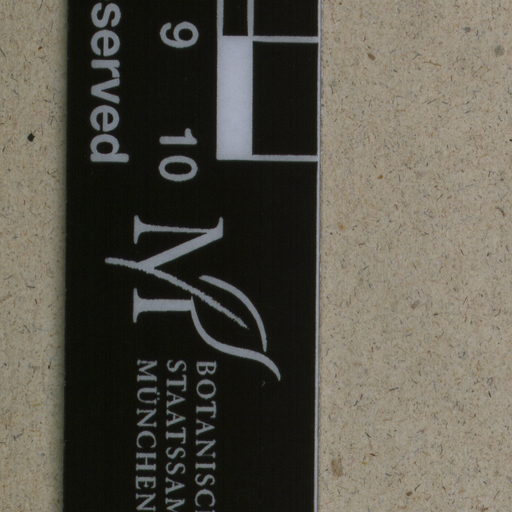 served
9 10
M
BOTANISC
STAATSSAM
MÜNCHEN